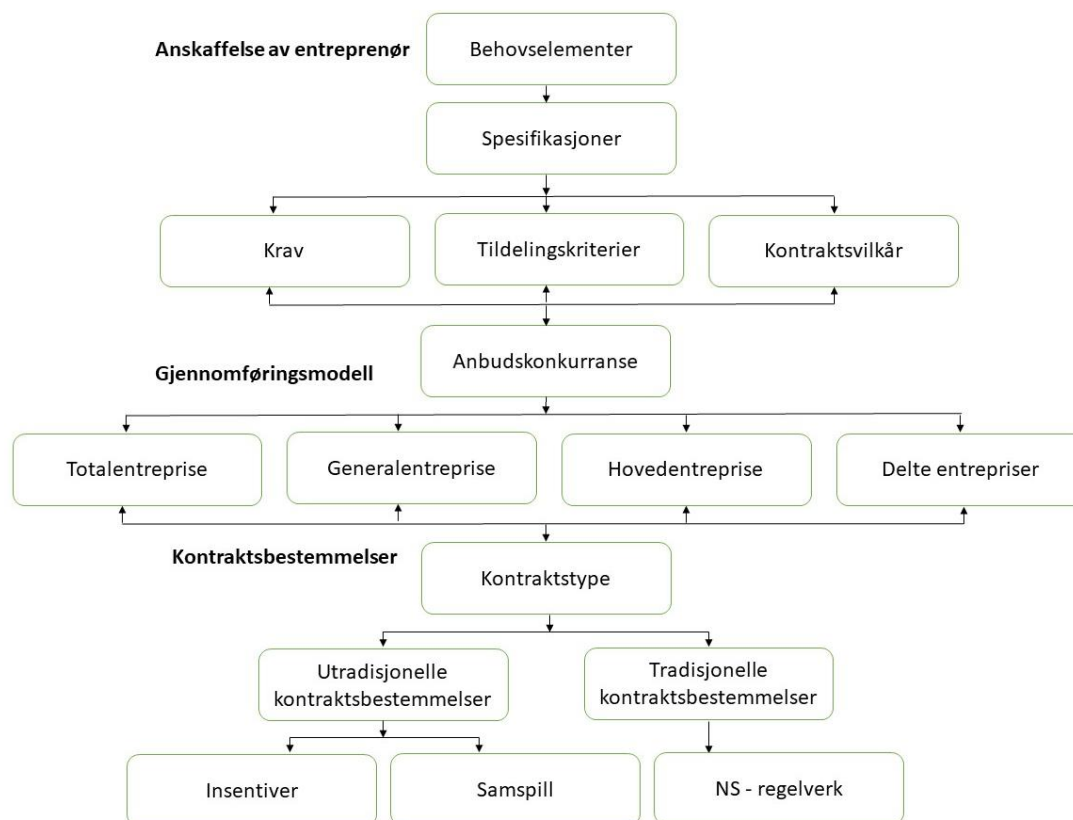 Anskaffelse av entreprenør
Behovselementer
Spesifikasjoner
Krav
Tildelingskriterier
Kontraktsvilkår
Anbudskonkurranse
Gjennomføringsmodell
Totalentreprise
Generalentreprise
Hovedentreprise
Delte entrepriser
Kontraktsbestemmelser
Kontraktstype
Utradisjonelle
kontraktsbestemmelser
Tradisjonelle
kontraktsbestemmelser
Insentiver
Samspill
NS - regelverk